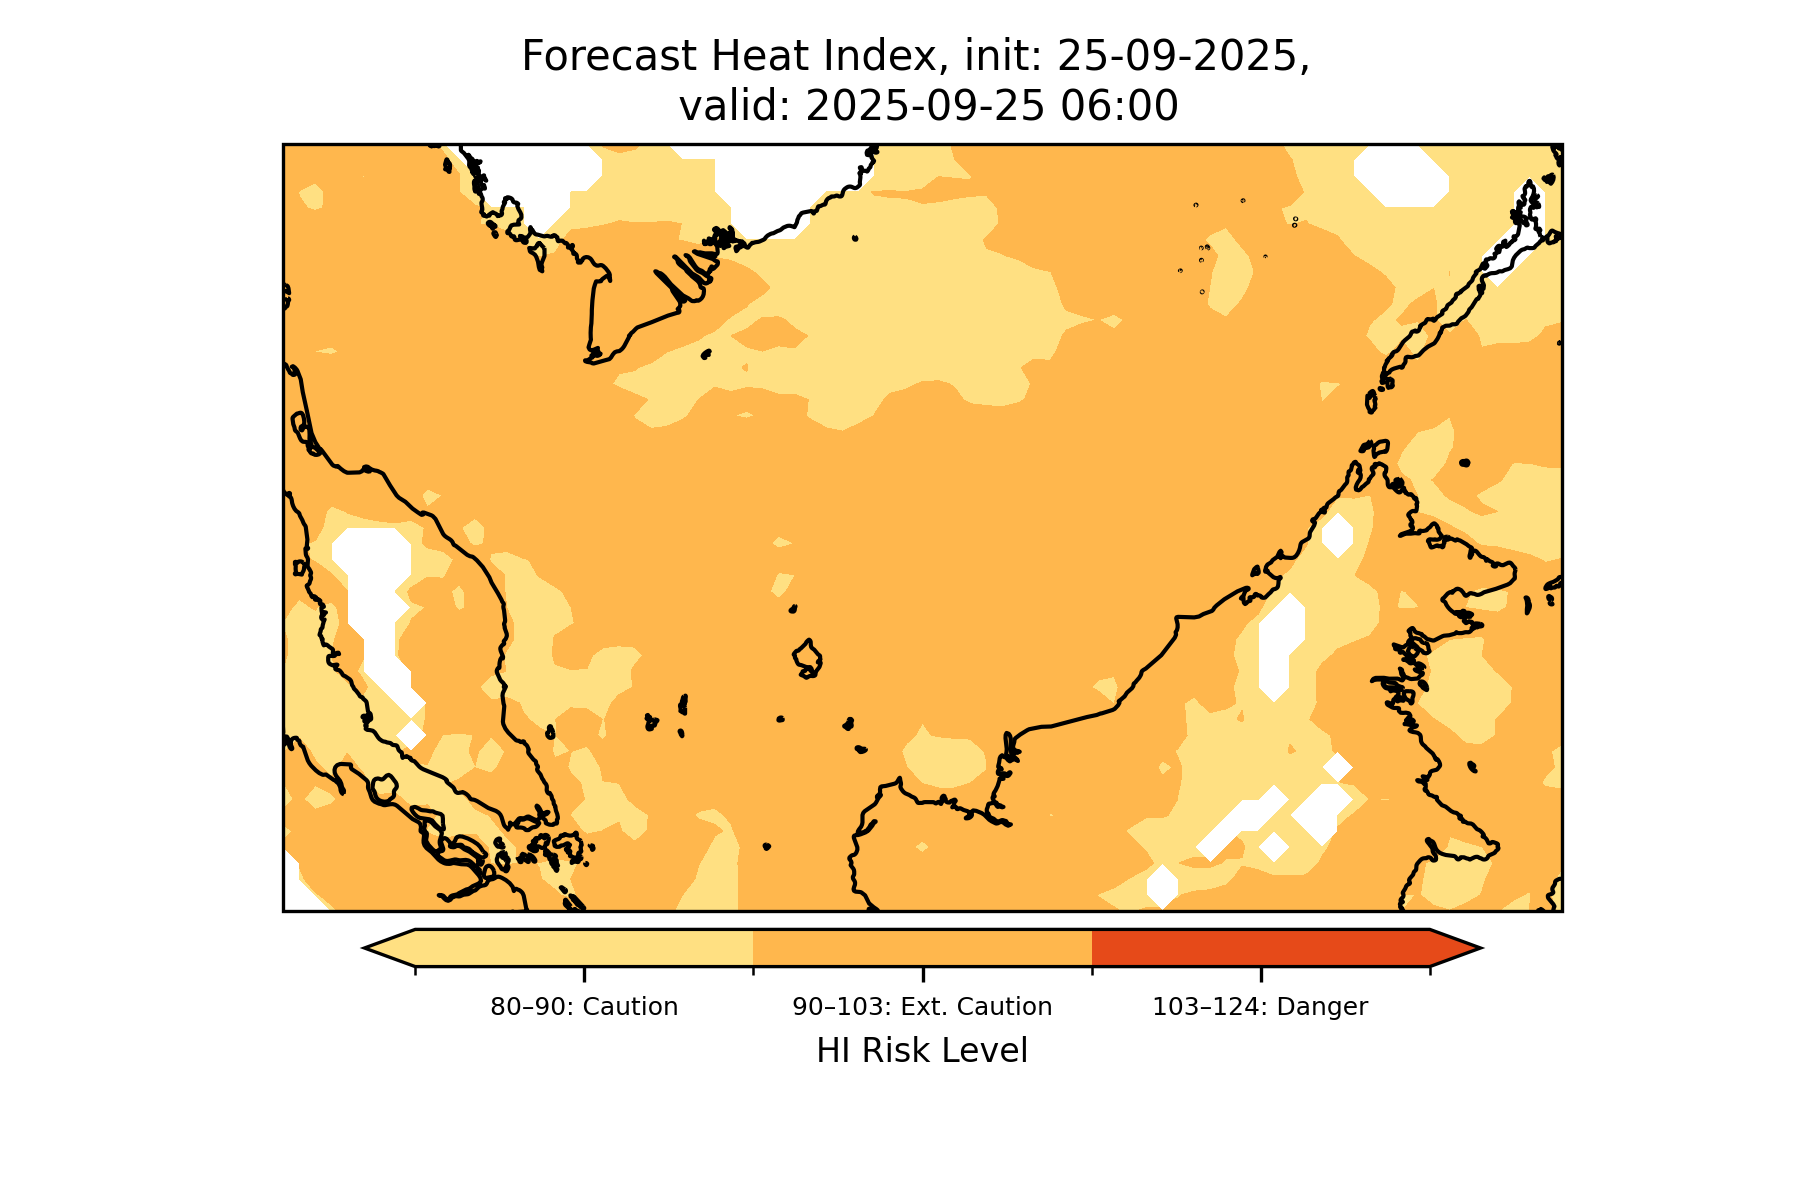 Forecast Heat Index, init: 25-09-2025,
valid: 2025-09-25 06:00
80–90: Caution
90–103: Ext. Caution
103–124: Danger
HI Risk Level